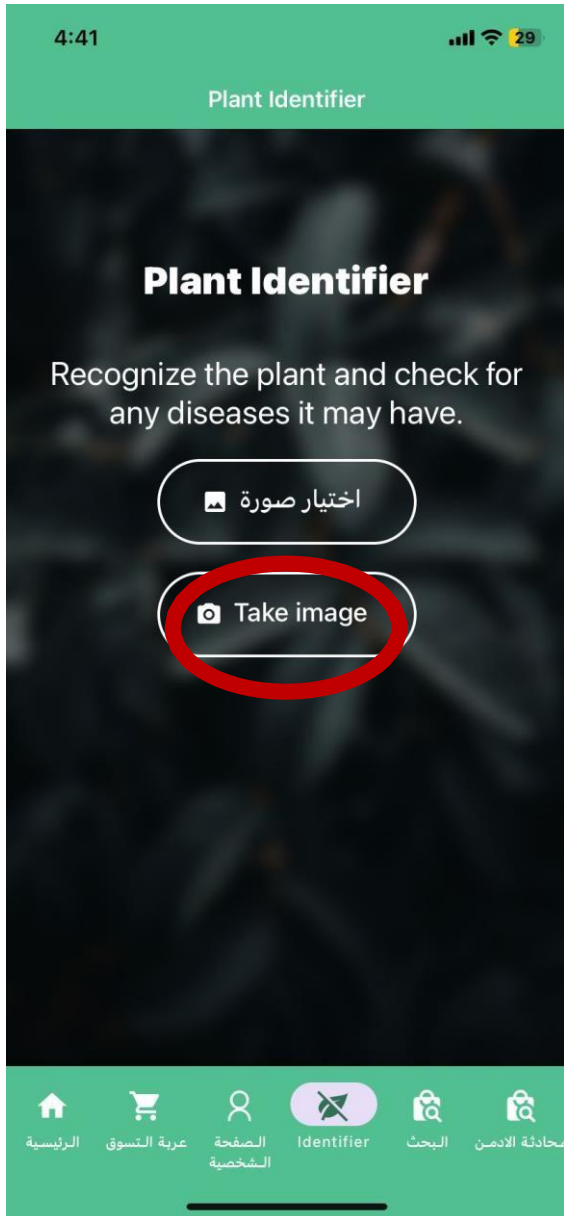 4:41
29
Plant Identifier
Plant Identifier
Recognize the plant and check for
any diseases it may have.
اختيار صورة
Take image
الرئيسية
عربة التسوق
الصفحة
الشخصية
Identifier
البحث
محادثة الادمن